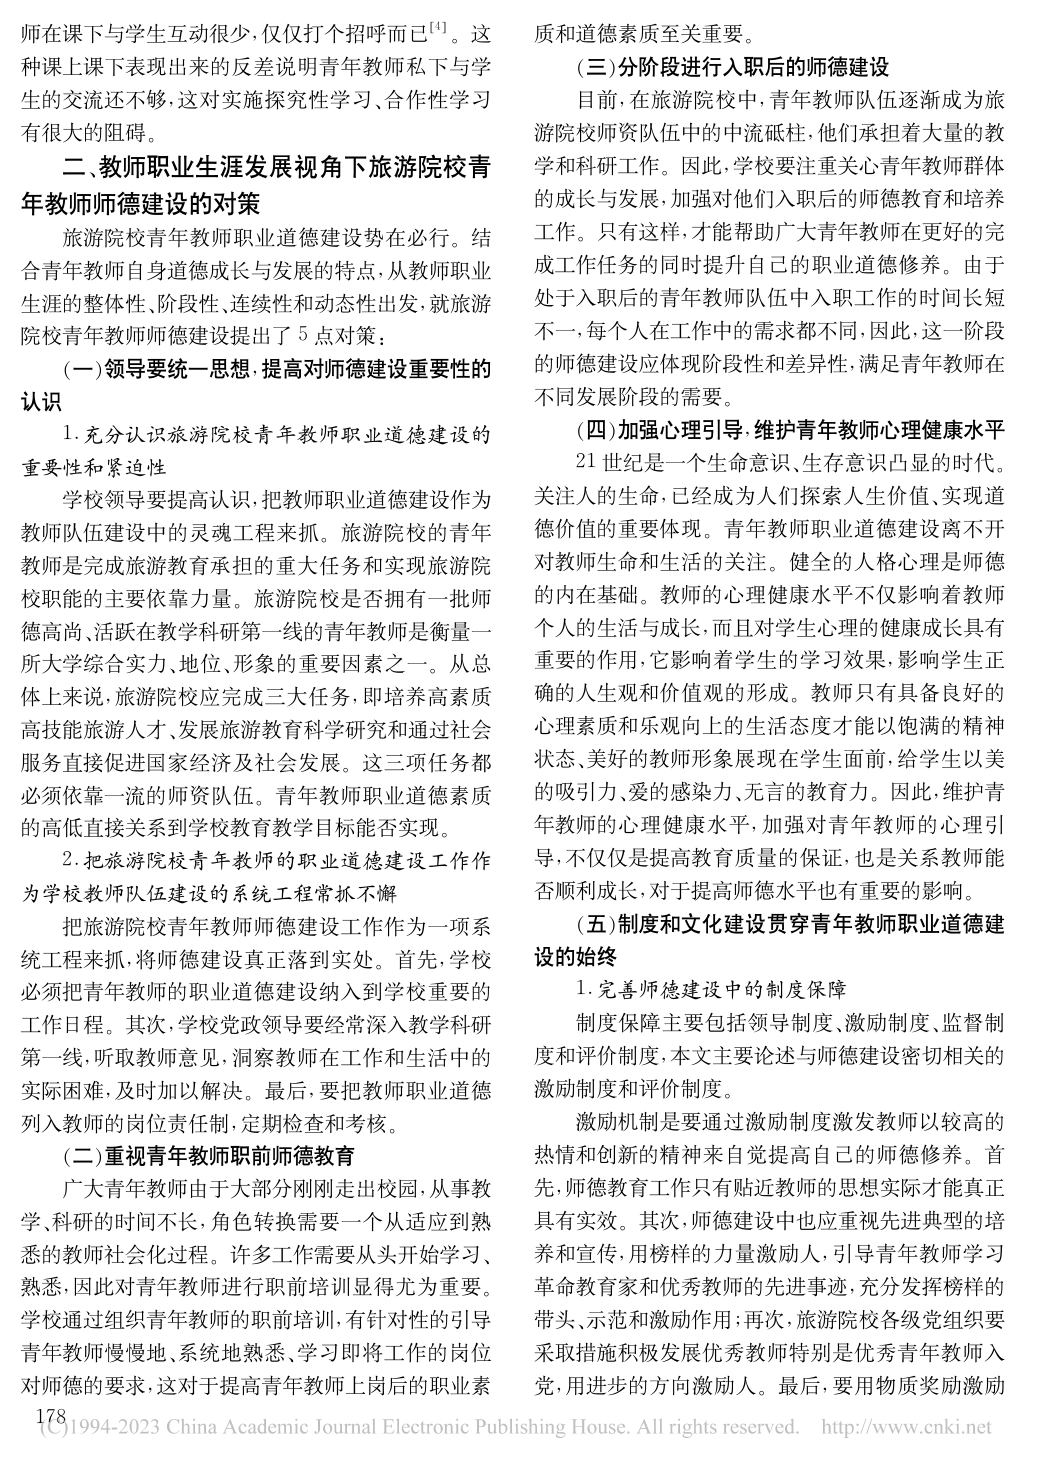 师在课下与学生互动很少,仅仅打个招呼而已[4]。这
种课上课下表现出来的反差说明青年教师私下与学
生的交流还不够,这对实施探究性学习、合作性学习
有很大的阻碍。
二、教师职业生涯发展视角下旅游院校青
年教师师德建设的对策
旅游院校青年教师职业道德建设势在必行。结
合青年教师自身道德成长与发展的特点,从教师职业
生涯的整体性、阶段性、连续性和动态性出发,就旅游
院校青年教师师德建设提出了5点对策:
(一)领导要统一思想,提高对师德建设重要性的
认识
1.充分认识旅游院校青年教师职业道德建设的
重要性和紧迫性
学校领导要提高认识,把教师职业道德建设作为
教师队伍建设中的灵魂工程来抓。旅游院校的青年
教师是完成旅游教育承担的重大任务和实现旅游院
校职能的主要依靠力量。旅游院校是否拥有一批师
德高尚、活跃在教学科研第一线的青年教师是衡量一
所大学综合实力、地位、形象的重要因素之一。从总
体上来说,旅游院校应完成三大任务,即培养高素质
高技能旅游人才、发展旅游教育科学研究和通过社会
服务直接促进国家经济及社会发展。这三项任务都
必须依靠一流的师资队伍。青年教师职业道德素质
的高低直接关系到学校教育教学目标能否实现。
2.把旅游院校青年教师的职业道德建设工作作
为学校教师队伍建设的系统工程常抓不懈
把旅游院校青年教师师德建设工作作为一项系
统工程来抓,将师德建设真正落到实处。首先,学校
必须把青年教师的职业道德建设纳入到学校重要的
工作日程。其次,学校党政领导要经常深入教学科研
第一线,听取教师意见,洞察教师在工作和生活中的
实际困难,及时加以解决。最后,要把教师职业道德
列入教师的岗位责任制,定期检查和考核。
(二)重视青年教师职前师德教育
广大青年教师由于大部分刚刚走出校园,从事教
学、科研的时间不长,角色转换需要一个从适应到熟
悉的教师社会化过程。许多工作需要从头开始学习、
熟悉,因此对青年教师进行职前培训显得尤为重要。
学校通过组织青年教师的职前培训,有针对性的引导
青年教师慢慢地、系统地熟悉、学习即将工作的岗位
对师德的要求,这对于提高青年教师上岗后的职业素
质和道德素质至关重要。
(三)分阶段进行入职后的师德建设
目前,在旅游院校中,青年教师队伍逐渐成为旅
游院校师资队伍中的中流砥柱,他们承担着大量的教
学和科研工作。因此,学校要注重关心青年教师群体
的成长与发展,加强对他们入职后的师德教育和培养
工作。只有这样,才能帮助广大青年教师在更好的完
成工作任务的同时提升自己的职业道德修养。由于
处于入职后的青年教师队伍中入职工作的时间长短
不一,每个人在工作中的需求都不同,因此,这一阶段
的师德建设应体现阶段性和差异性,满足青年教师在
不同发展阶段的需要。
(四)加强心理引导,维护青年教师心理健康水平
21世纪是一个生命意识、生存意识凸显的时代。
关注人的生命,已经成为人们探索人生价值、实现道
德价值的重要体现。青年教师职业道德建设离不开
对教师生命和生活的关注。健全的人格心理是师德
的内在基础。教师的心理健康水平不仅影响着教师
个人的生活与成长,而且对学生心理的健康成长具有
重要的作用,它影响着学生的学习效果,影响学生正
确的人生观和价值观的形成。教师只有具备良好的
心理素质和乐观向上的生活态度才能以饱满的精神
状态、美好的教师形象展现在学生面前,给学生以美
的吸引力、爱的感染力、无言的教育力。因此,维护青
年教师的心理健康水平,加强对青年教师的心理引
导,不仅仅是提高教育质量的保证,也是关系教师能
否顺利成长,对于提高师德水平也有重要的影响。
(五)制度和文化建设贯穿青年教师职业道德建
设的始终
1.完善师德建设中的制度保障
制度保障主要包括领导制度、激励制度、监督制
度和评价制度,本文主要论述与师德建设密切相关的
激励制度和评价制度。
激励机制是要通过激励制度激发教师以较高的
热情和创新的精神来自觉提高自己的师德修养。首
先,师德教育工作只有贴近教师的思想实际才能真正
具有实效。其次,师德建设中也应重视先进典型的培
养和宣传,用榜样的力量激励人,引导青年教师学习
革命教育家和优秀教师的先进事迹,充分发挥榜样的
带头、示范和激励作用;再次,旅游院校各级党组织要
采取措施积极发展优秀教师特别是优秀青年教师入
党,用进步的方向激励人。最后,要用物质奖励激励
178
(C)1994-2023 China Academic Journal Electronic Publishing House. All rights reserved. http://www.cnki.net